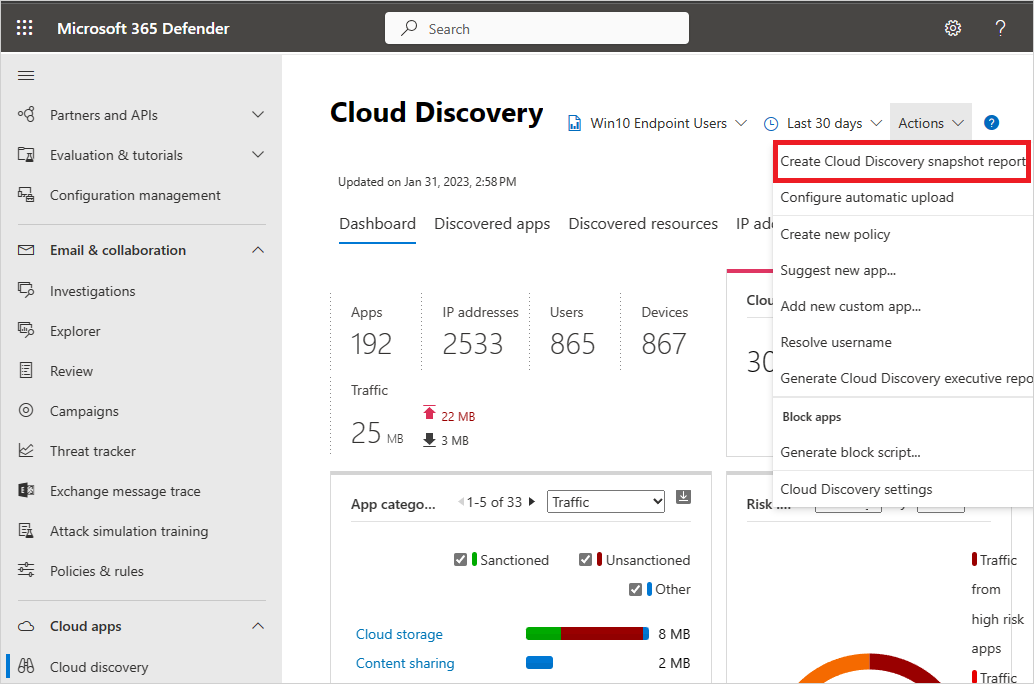 Microsoft 365 Defender
Search
?
Partners and APIs
Evaluation & tutorials
Configuration management
Email & collaboration
Investigations
Explorer
Review
Campaigns
Threat tracker
Exchange message trace
Attack simulation training
Policies & rules
Cloud apps
Cloud discovery
Cloud Discovery
Win10 Endpoint Users
Last 30 days
Actions
?
Updated on Jan 31, 2023, 2:58 PM
Dashboard Discovered apps Discovered resources IP
Create Cloud Discovery snapshot report
Configure automatic upload
Create new policy
Suggest new app...
Add new custom app...
Resolve username
Generate Cloud Discovery executive repo
Block apps
Generate block script...
Cloud Discovery settings
Apps IP addresses Users Devices
192 2533 865 867
Traffic
25 MB
22 MB
3 MB
Clou
30
App catego... 1-5 of 33 Traffic
Sanctioned Unsanctioned
Other
Cloud storage 8 MB
Content sharing 2 MB
Risk
Traffic
from
high risk
apps
Traffic